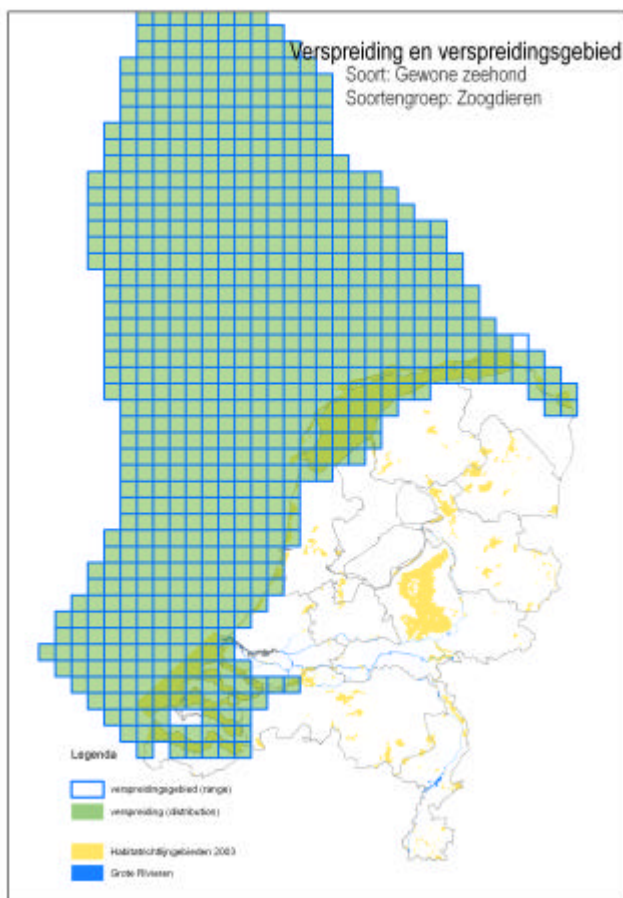 Verspreiding en verspreidingsgebied
Soort: Gewone zeehond
Soortengroep: Zoogdieren
Legenda
verspreidingsgebied (range)
verspreiding (distribution)
Habitatrichtlijngebieden 2003
Grote Rivieren